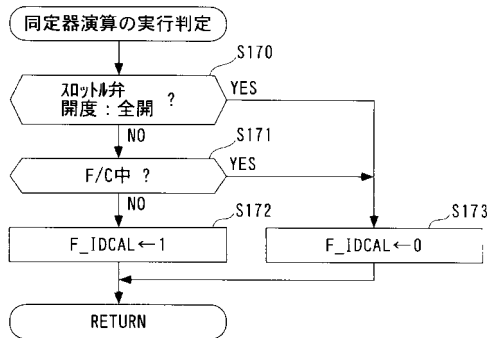 同定器演算の実行判定
S170
スロットル弁
開度:全開 ?
YES
NO
S171
F/C中 ?
YES
NO
S172
F_IDCAL←1
S173
F_IDCAL←0
RETURN